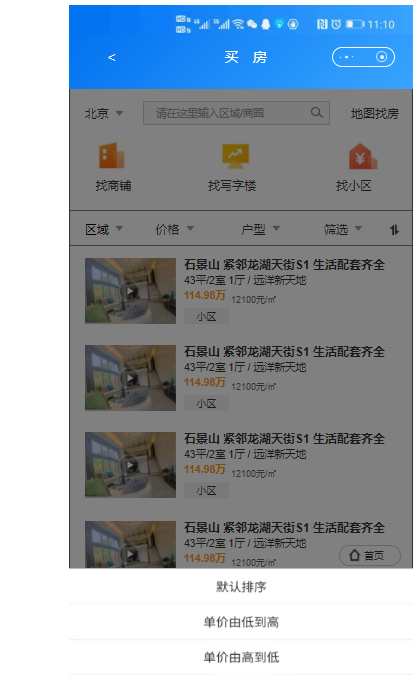 11:10
< 买 房
北京 请在这里输入区域/商圈 地图找房
找商铺 找写字楼 找小区
区域 价格 户型 筛选
石景山 紧邻龙湖天街S1 生活配套齐全
43平/2室 1厅 / 远洋新天地
114.98万 12100元/㎡
小区
石景山 紧邻龙湖天街S1 生活配套齐全
43平/2室 1厅 / 远洋新天地
114.98万 12100元/㎡
小区
石景山 紧邻龙湖天街S1 生活配套齐全
43平/2室 1厅 / 远洋新天地
114.98万 12100元/㎡
小区
石景山 紧邻龙湖天街S1 生活配套齐全
43平/2室 1厅 / 远洋新天地
114.98万 12100元/㎡ 首页
默认排序
单价由低到高
单价由高到低